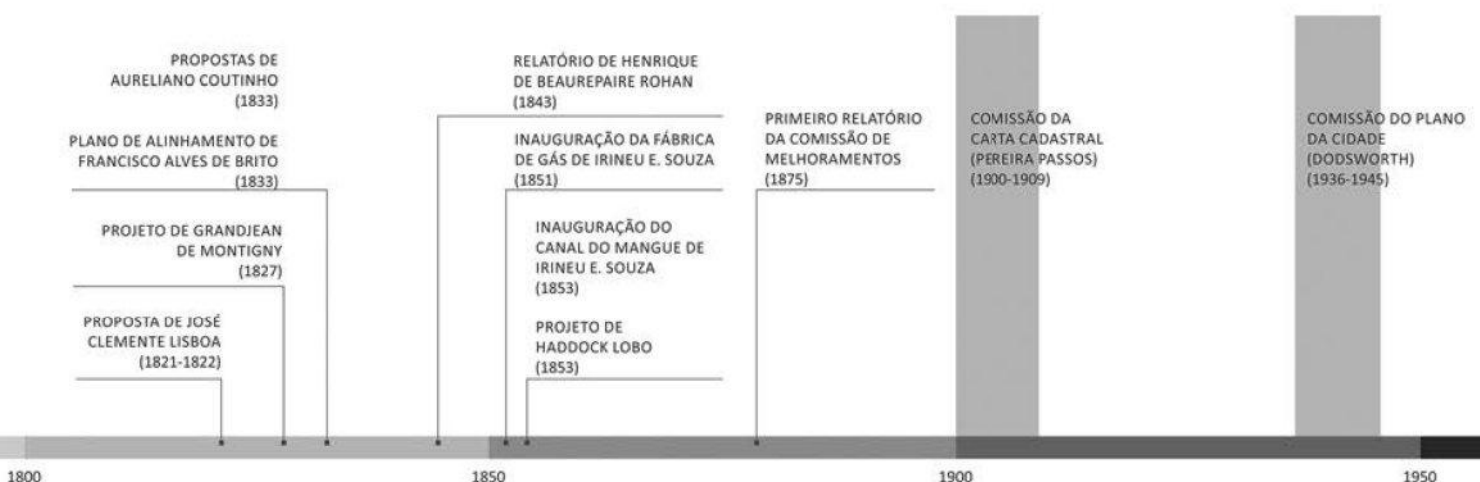 PROPOSTAS DE
AURELIANO COUTINHO
(1833)
PLANO DE ALINHAMENTO DE
FRANCISCO ALVES DE BRITO
(1833)
PROJETO DE GRANDJEAN
DE MONTIGNY
(1827)
PROPOSTA DE JOSÉ
CLEMENTE LISBOA
(1821-1822)
RELATÓRIO DE HENRIQUE
DE BEAUREPAIRE ROHAN
(1843)
INAUGURAÇÃO DA FÁBRICA
DE GÁS DE IRINEU E. SOUZA
(1851)
INAUGURAÇÃO DO
CANAL DO MANGUE DE
IRINEU E. SOUZA
(1853)
PROJETO DE
HADDOCK LOBO
(1853)
PRIMEIRO RELATÓRIO
DA COMISSÃO DE
MELHORAMENTOS
(1875)
COMISSÃO DA
CARTA CADASTRAL
(PEREIRA PASSOS)
(1900-1909)
COMISSÃO DO PLANO
DA CIDADE
(DODSWORTH)
(1936-1945)
1800
1850
1900
1950